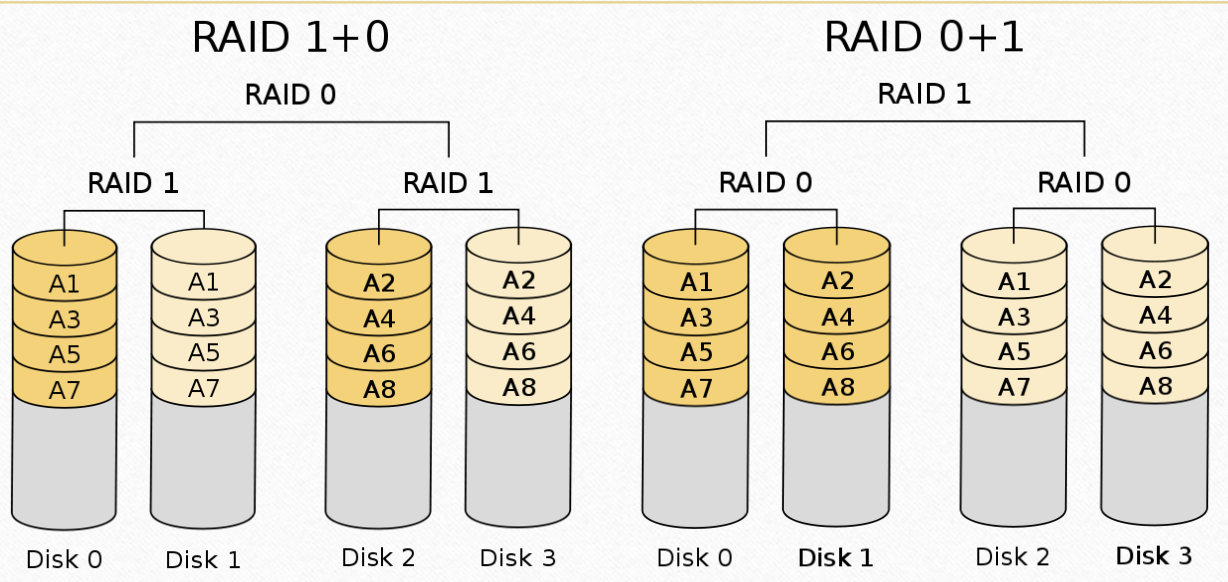 RAID 1+0
RAID 0
RAID 1
RAID 1
A1
A3
A5
A7
A1
A3
A5
A7
A2
A4
A6
A8
A2
A4
A6
A8
Disk 0
Disk 1
Disk 2
Disk 3
RAID 0+1
RAID 1
RAID 0
RAID 0
A1
A3
A5
A7
A2
A4
A6
A8
A1
A3
A5
A7
A2
A4
A6
A8
Disk 0
Disk 1
Disk 2
Disk 3